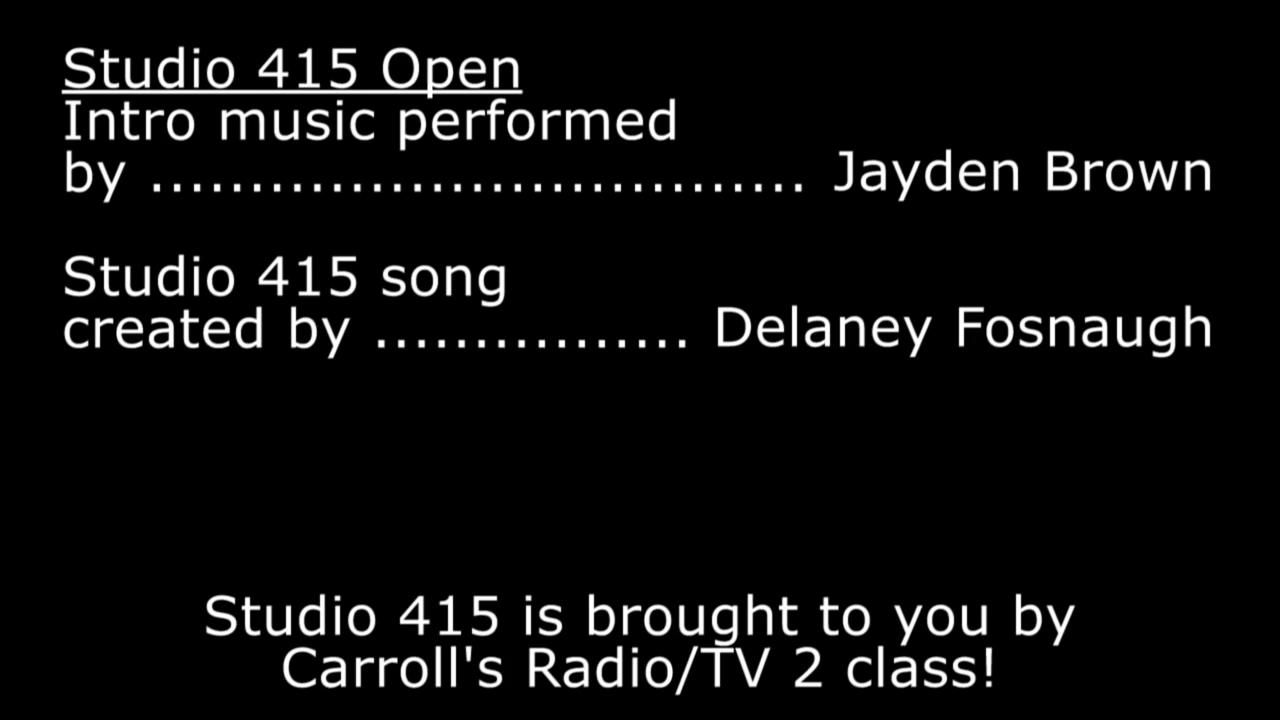 Studio 415 Open
Intro music performed
by ................................. Jayden Brown
Studio 415 song
created by ................ Delaney Fosnaugh
Studio 415 is brought to you by
Carroll's Radio/TV 2 class!